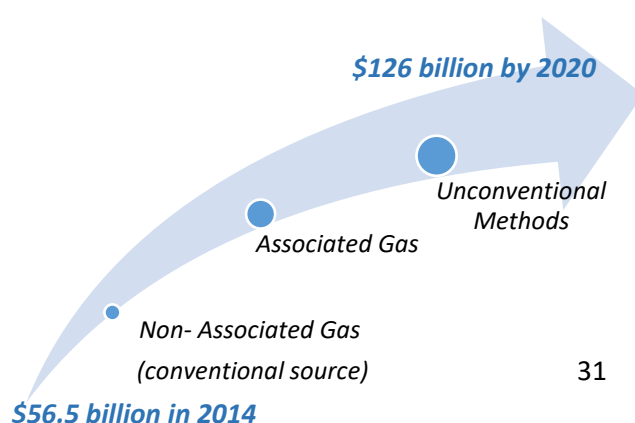 $126 billion by 2020
Unconventional
Methods
Associated Gas
Non- Associated Gas
(conventional source)
31
$56.5 billion in 2014